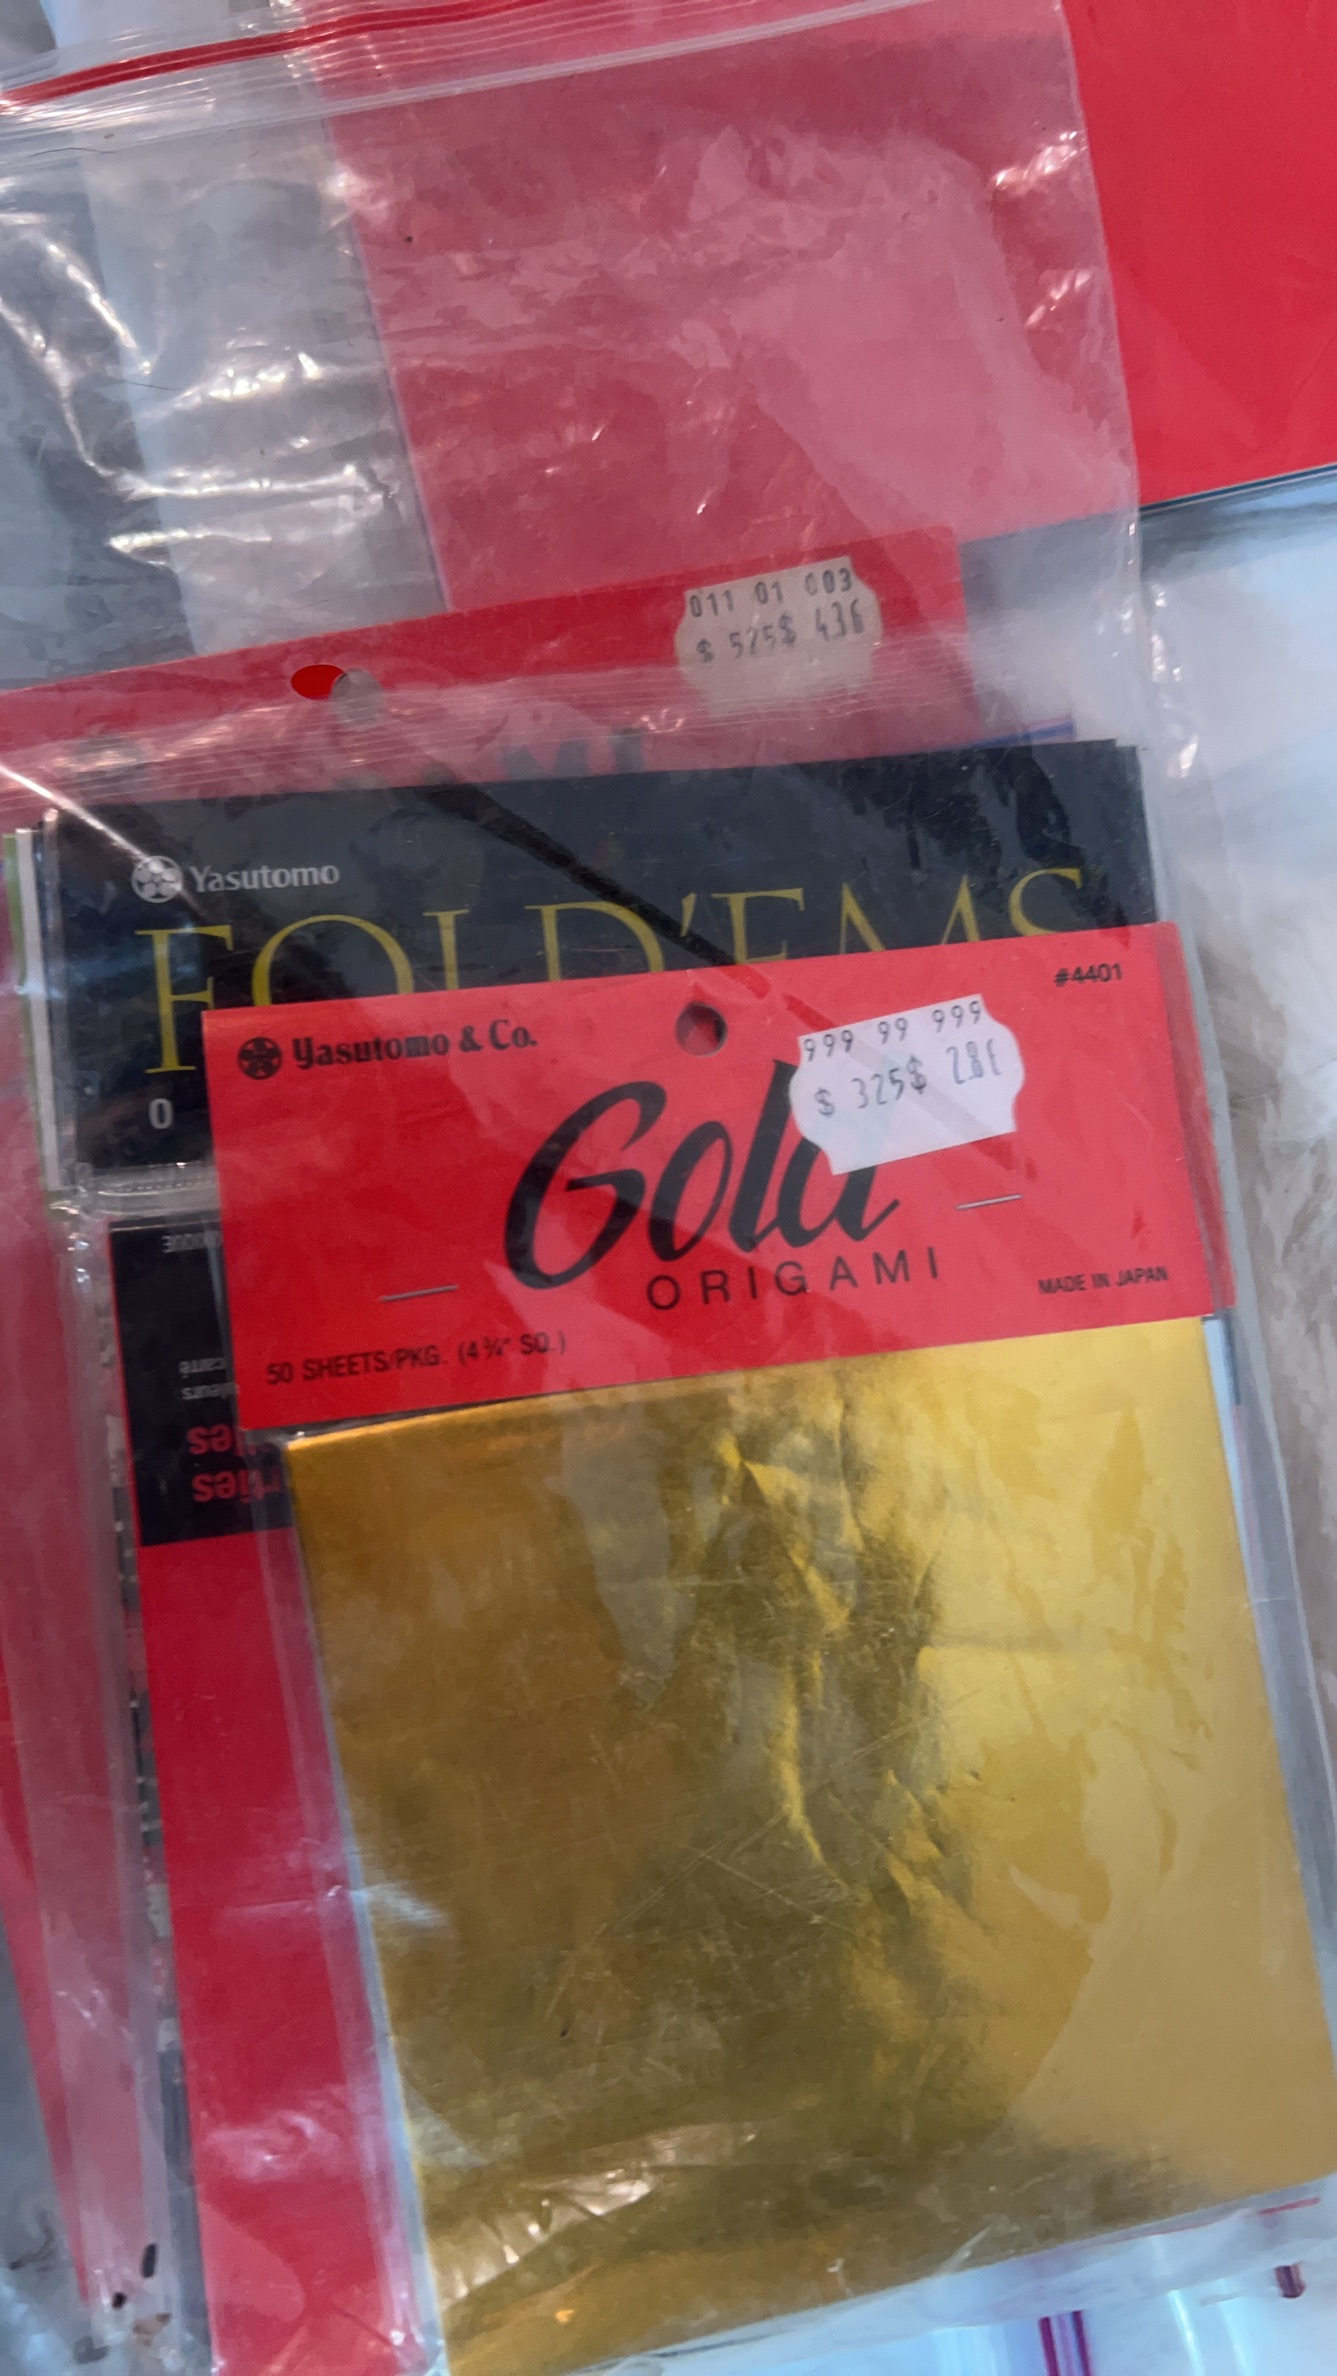 011 01 003
$ 525$ 436
Yasutomo
FOLD'EMS
#4401
Yasutomo & Co.
999 99 999
$ 325$
Gold
ORIGAMI
MADE IN JAPAN
50 SHEETS/PKG. (4¾" SQ.)